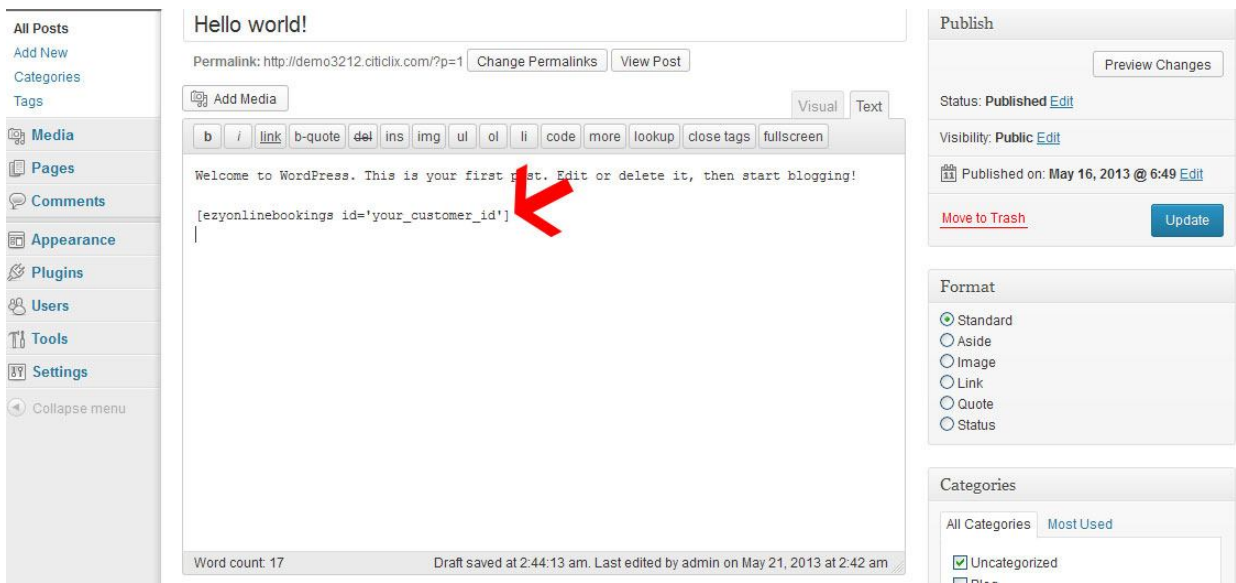 All Posts
Add New
Categories
Tags
Media
Pages
Comments
Appearance
Plugins
Users
Tools
Settings
Collapse menu
Hello world!
Permalink: http://demo3212.citiclix.com/?p=1 Change Permalinks View Post
Add Media
Visual Text
b i link b-quote del ins img ul ol li code more lookup close tags fullscreen
Welcome to WordPress. This is your first post. Edit or delete it, then start blogging!
[ezyonlinebookings id='your_customer_id']
Word count: 17 Draft saved at 2:44:13 am. Last edited by admin on May 21, 2013 at 2:42 am
Publish
Preview Changes
Status: Published Edit
Visibility: Public Edit
Published on: May 16, 2013 @ 6:49 Edit
Move to Trash Update
Format
Standard
Aside
Image
Link
Quote
Status
Categories
All Categories Most Used
Uncategorized